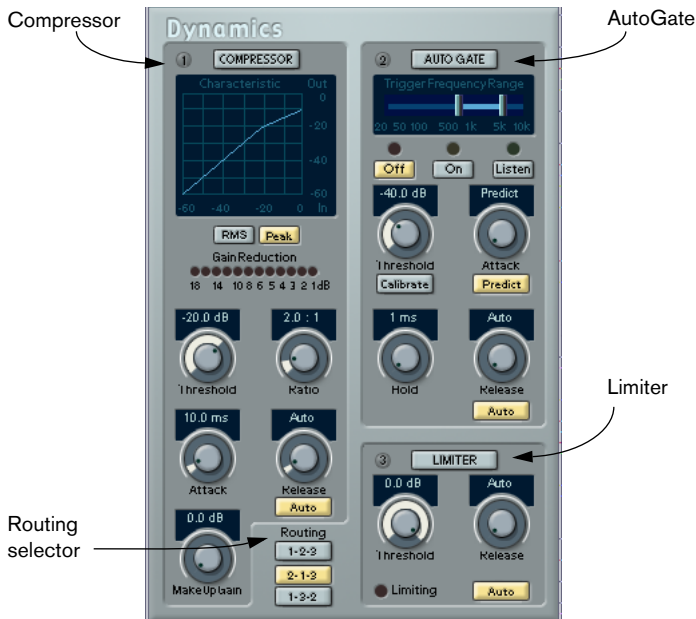 Compressor
AutoGate
Dynamics
1 COMPRESSOR
Characteristic Out
0
-20
-40
-60
-60 -40 -20 0 In
RMS Peak
Gain Reduction
18 14 10 8 6 5 4 3 2 1 dB
-20.0 dB 2.0 : 1
Threshold Ratio
10.0 ms Auto
Attack Release
Auto
0.0 dB
MakeUpGain
Routing selector
Routing
1-2-3
2-1-3
1-3-2
2 AUTO GATE
Trigger Frequency Range
20 50 100 500 1k 5k 10k
Off On Listen
-40.0 dB Predict
Threshold Attack
Calibrate Predict
1 ms Auto
Hold Release
Auto
Limiter
3 LIMITER
0.0 dB Auto
Threshold Release
Limiting Auto